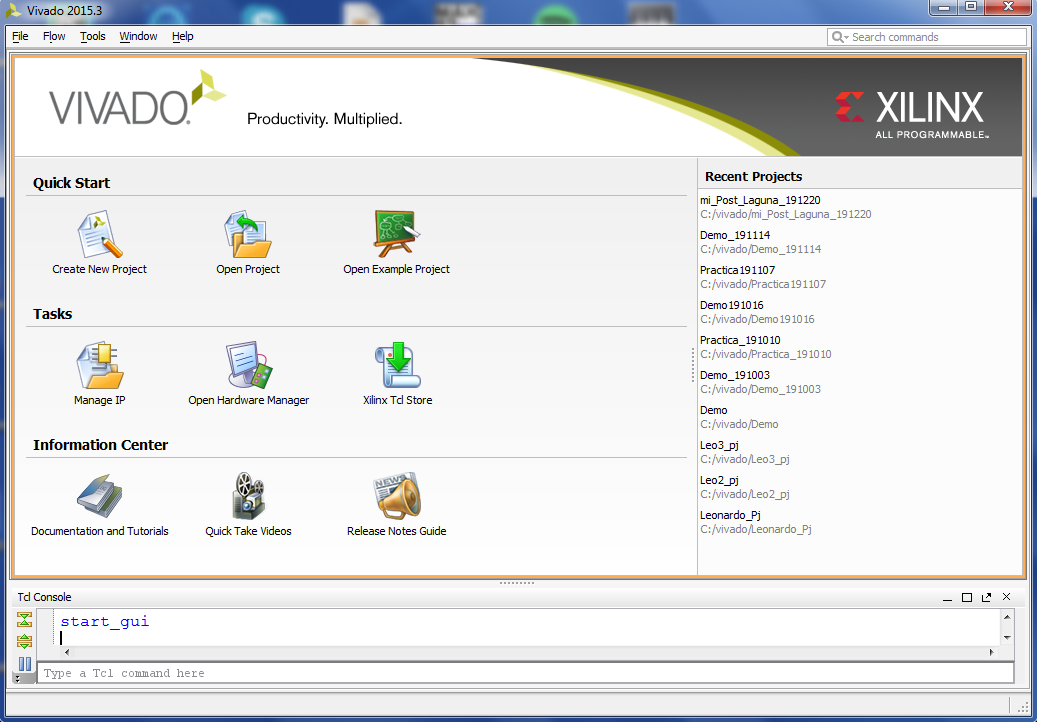 Vivado 2015.3
File Flow Tools Window Help
Search commands
VIVADO.
Productivity. Multiplied.
XILINX
ALL PROGRAMMABLE™
Quick Start
Create New Project
Open Project
Open Example Project
Tasks
Manage IP
Open Hardware Manager
Xilinx Tcl Store
Information Center
Documentation and Tutorials
NEWS
Quick Take Videos
Release Notes Guide
Recent Projects
mi_Post_Laguna_191220
C:/vivado/mi_Post_Laguna_191220
Demo_191114
C:/vivado/Demo_191114
Practica191107
C:/vivado/Practica191107
Demo191016
C:/vivado/Demo191016
Practica_191010
C:/vivado/Practica_191010
Demo_191003
C:/vivado/Demo_191003
Demo
C:/vivado/Demo
Leo3_pj
C:/vivado/Leo3_pj
Leo2_pj
C:/vivado/Leo2_pj
Leonardo_Pj
C:/vivado/Leonardo_Pj
Tcl Console
start_gui
Type a Tcl command here